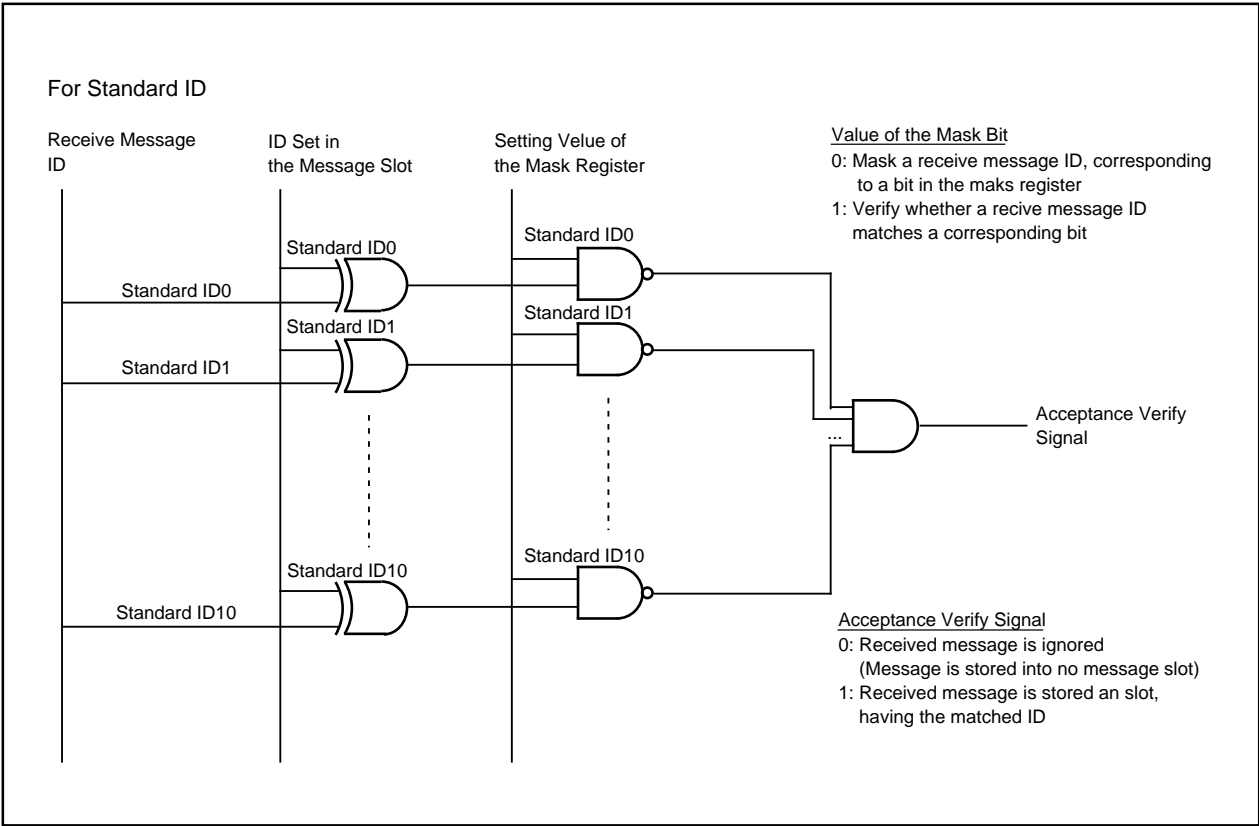 For Standard ID
Receive Message
ID
ID Set in
the Message Slot
Setting Value of
the Mask Register
Value of the Mask Bit
0: Mask a receive message ID, corresponding
to a bit in the maks register
1: Verify whether a recive message ID
matches a corresponding bit
Standard ID0
Standard ID0
Standard ID0
Standard ID1
Standard ID1
Standard ID1
...
Acceptance Verify
Signal
Standard ID10
Standard ID10
Standard ID10
Acceptance Verify Signal
0: Received message is ignored
(Message is stored into no message slot)
1: Received message is stored an slot,
having the matched ID